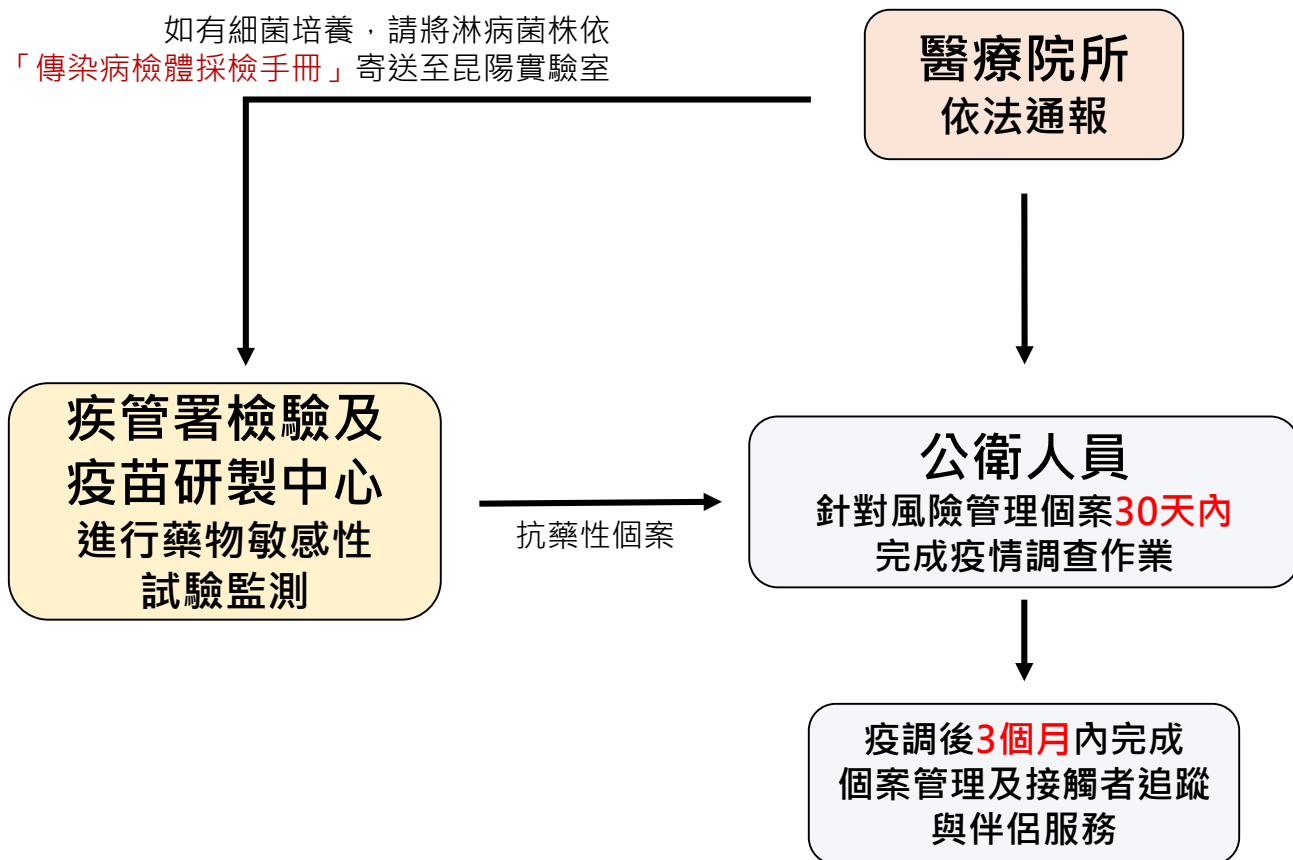 如有細菌培養，請將淋病菌株依
「傳染病檢體採檢手冊」寄送至昆陽實驗室
醫療院所
依法通報
疾管署檢驗及
疫苗研製中心
進行藥物敏感性
試驗監測
抗藥性個案
公衛人員
針對風險管理個案30天內
完成疫情調查作業
疫調後3個月內完成
個案管理及接觸者追蹤
與伴侶服務